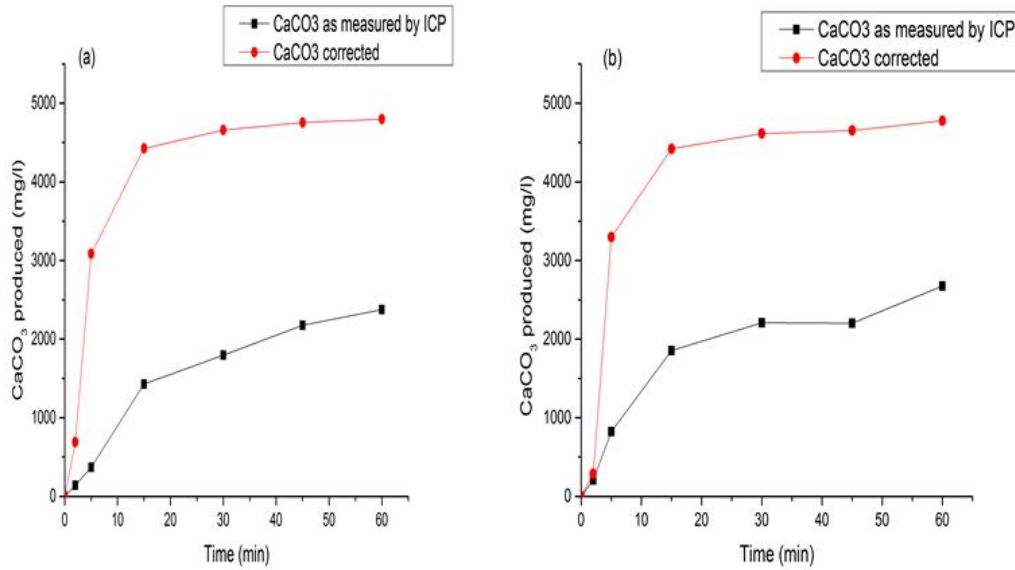 CaCO3 as measured by ICP
CaCO3 corrected
(a)
5000
4000
3000
2000
1000
0
CaCO3 produced (mg/l)
0 10 20 30 40 50 60
Time (min)
CaCO3 as measured by ICP
CaCO3 corrected
(b)
5000
4000
3000
2000
1000
0
CaCO3 produced (mg/l)
0 10 20 30 40 50 60
Time (min)